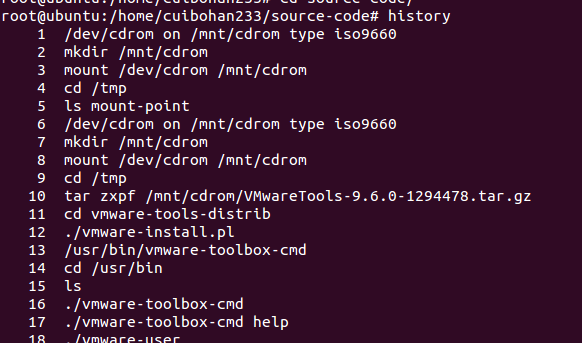 root@ubuntu:/home/cuibohan233# cd source-code/
root@ubuntu:/home/cuibohan233/source-code# history
1 /dev/cdrom on /mnt/cdrom type iso9660
2 mkdir /mnt/cdrom
3 mount /dev/cdrom /mnt/cdrom
4 cd /tmp
5 ls mount-point
6 /dev/cdrom on /mnt/cdrom type iso9660
7 mkdir /mnt/cdrom
8 mount /dev/cdrom /mnt/cdrom
9 cd /tmp
10 tar zxpf /mnt/cdrom/VMwareTools-9.6.0-1294478.tar.gz
11 cd vmware-tools-distrib
12 ./vmware-install.pl
13 /usr/bin/vmware-toolbox-cmd
14 cd /usr/bin
15 ls
16 ./vmware-toolbox-cmd
17 ./vmware-toolbox-cmd help
18 ./vmware-user